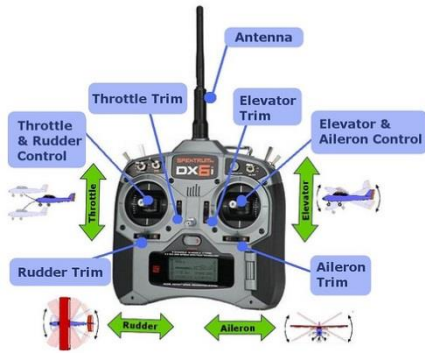 Antenna
Throttle Trim
Elevator
Trim
Throttle
& Rudder
Control
Elevator &
Aileron Control
SPEKTRUM
DX6i
Throttle
Elevator
Rudder Trim
Aileron
Trim
Rudder
Aileron